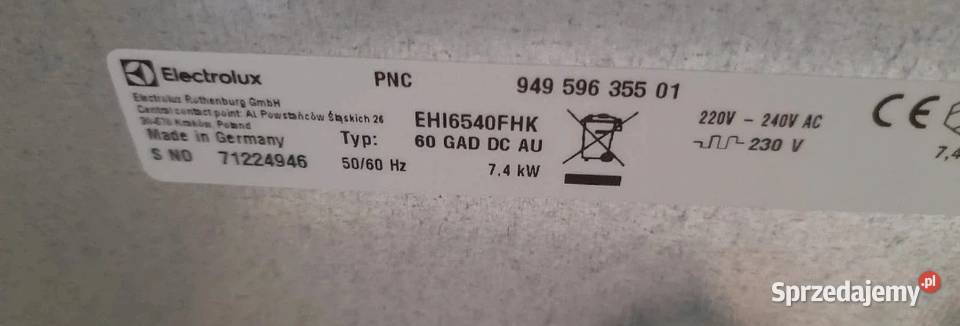 Electrolux PNC 949 596 355 01
Electrolux Rothenburg GmbH
Central contact point: Al. Powstańców Śląskich 26
30-570 Kraków, Poland
EHI6540FHK
220V - 240V AC
CE
Made in Germany Typ: 60 GAD DC AU
230 V
7,4
S NO 71224946 50/60 Hz 7,4 kW
Sprzedajemy.pl